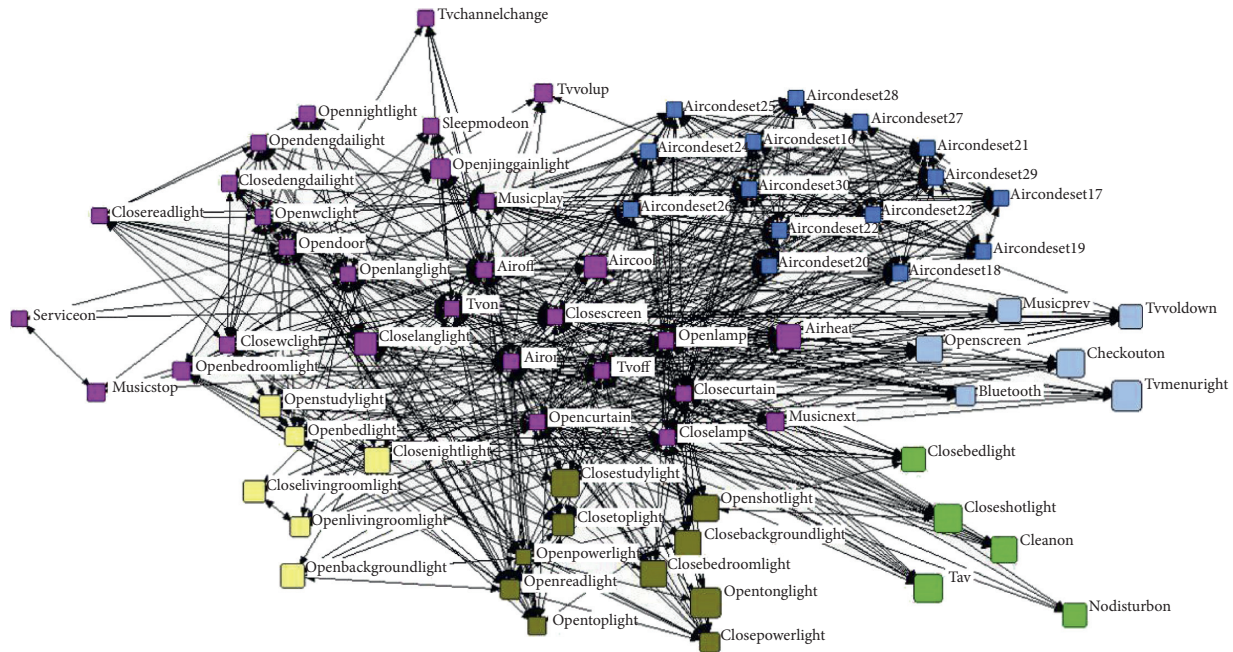 Tvchannelchange
Tvvolup
Aircondeset28
Aircondeset25
Opennightlight
Aircondeset27
Sleepmodeon
Opendengdailight
Aircondeset16
Aircondeset24
Aircondeset21
Openjinggainlight
Closedengdailight
Aircondeset29
Aircondeset30
Musicplay
Aircondeset17
Closereadlight
Openwclight
Aircondeset26
Aircondeset22
Aircondeset22
Opendoor
Aircondeset19
Aircool
Openlanglight
Airoff
Aircondeset20
Aircondeset18
Musicprev
Tvvoldown
Tvon
Closescreen
Serviceon
Airheat
Openlamp
Closewclight
Closelanglight
Openscreen
Checkouton
Airon
Tvoff
Openbedroomlight
Musicstop
Closecurtain
Bluetooth
Tvmenuright
Openstudylight
Opencurtain
Musicnext
Openbedlight
Closelamp
Closenightlight
Closebedlight
Closestudylight
Closelivingroomlight
Openshotlight
Closeshotlight
Openlivingroomlight
Closetoplight
Closebackgroundlight
Cleanon
Openpowerlight
Closebedroomlight
Openbackgroundlight
Openreadlight
Tav
Opentonglight
Nodisturbon
Opentoplight
Closepowerlight